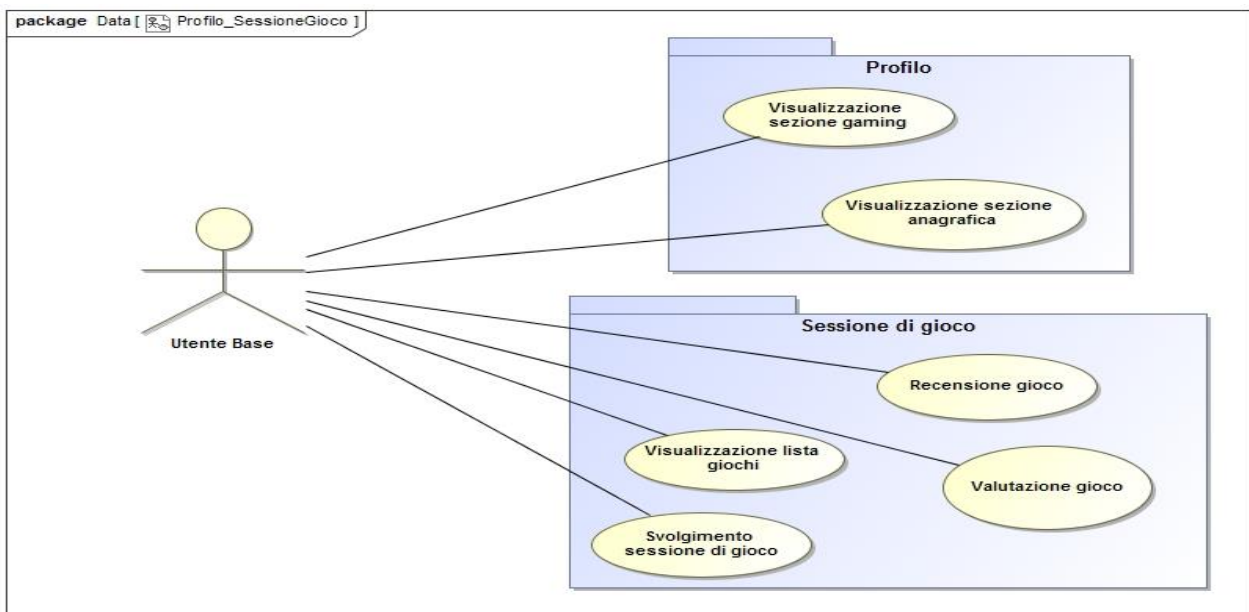 package Data [ Profilo_SessioneGioco ]
Profilo
Visualizzazione
sezione gaming
Visualizzazione sezione
anagrafica
Utente Base
Sessione di gioco
Recensione gioco
Visualizzazione lista
giochi
Valutazione gioco
Svolgimento
sessione di gioco